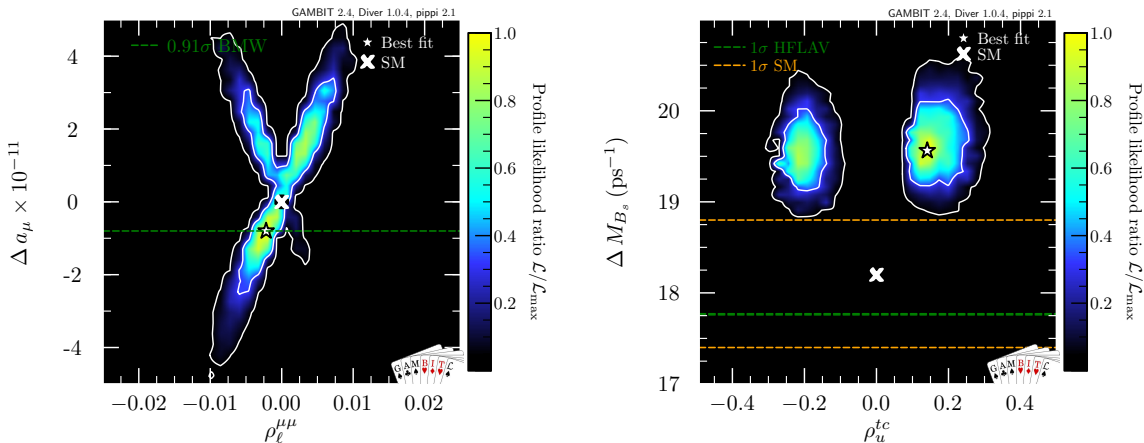 GAMBIT 2.4, Diver 1.0.4, pippi 2.1
0.91σ BMW
Best fit
SM
4
2
0
-2
-4
Δ a_μ × 10^{-11}
−0.02
−0.01
0.00
0.01
0.02
ρ_ℓ^{μμ}
1.0
0.8
0.6
0.4
0.2
Profile likelihood ratio ℒ/ℒ_max
G A M B I T ℒ
GAMBIT 2.4, Diver 1.0.4, pippi 2.1
1σ HFLAV
1σ SM
Best fit
SM
20
19
18
17
Δ M_{B_s} (ps^{−1})
−0.4
−0.2
0.0
0.2
0.4
ρ_u^{tc}
1.0
0.8
0.6
0.4
0.2
Profile likelihood ratio ℒ/ℒ_max
G A M B I T ℒ